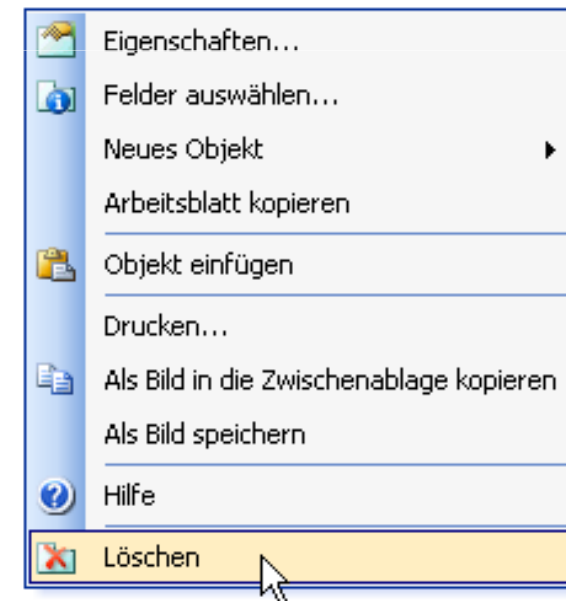 Eigenschaften...
Felder auswählen...
Neues Objekt
Arbeitsblatt kopieren
Objekt einfügen
Drucken...
Als Bild in die Zwischenablage kopieren
Als Bild speichern
Hilfe
Löschen